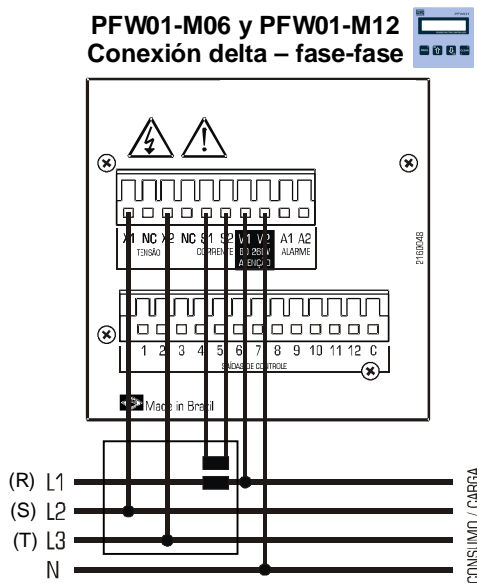 PFW01-M06 y PFW01-M12
Conexión delta – fase-fase
X1 NC X2 NC S1 S2 V1 V2 A1 A2
TENSÃO CORRENTE 80 ATENÇÃO ALARME
2160048
1 2 3 4 5 6 7 8 9 10 11 12 C
SAÍDAS DE CONTROLE
Made in Brazil
(R) L1
(S) L2
(T) L3
N
CONSUMO / CARGA